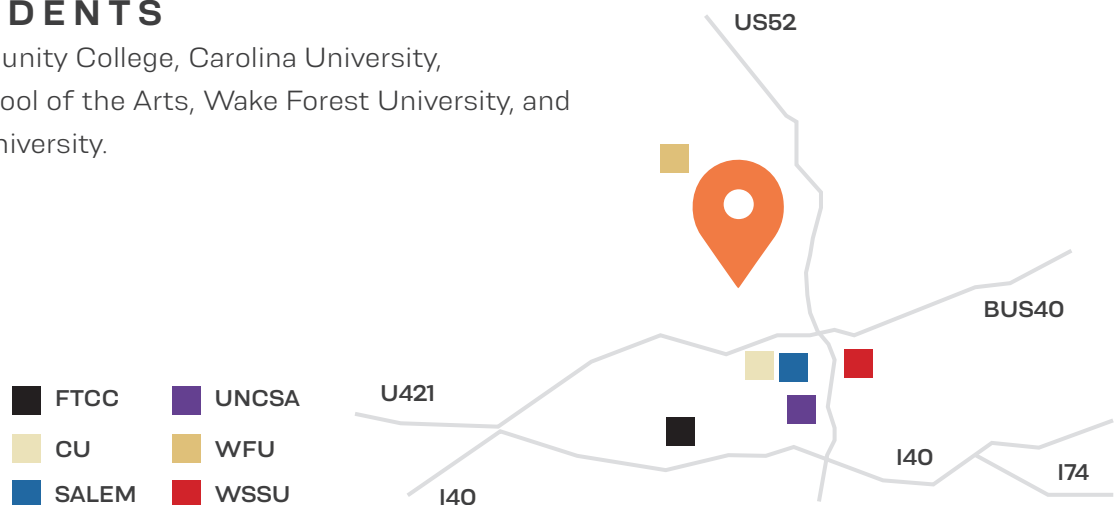 DENTS
unity College, Carolina University,
ool of the Arts, Wake Forest University, and
niversity.
US52
BUS40
U421
I40
I40
I74
FTCC
UNCSA
CU
WFU
SALEM
WSSU